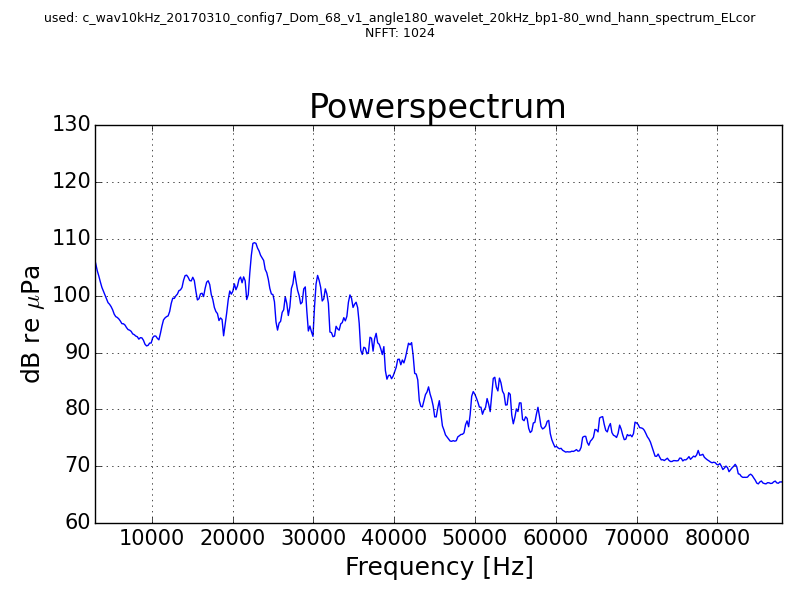 used: c_wav10kHz_20170310_config7_Dom_68_v1_angle180_wavelet_20kHz_bp1-80_wnd_hann_spectrum_ELcor
NFFT: 1024
Powerspectrum
130
120
110
100
90
80
70
60
dB re μPa
10000 20000 30000 40000 50000 60000 70000 80000
Frequency [Hz]